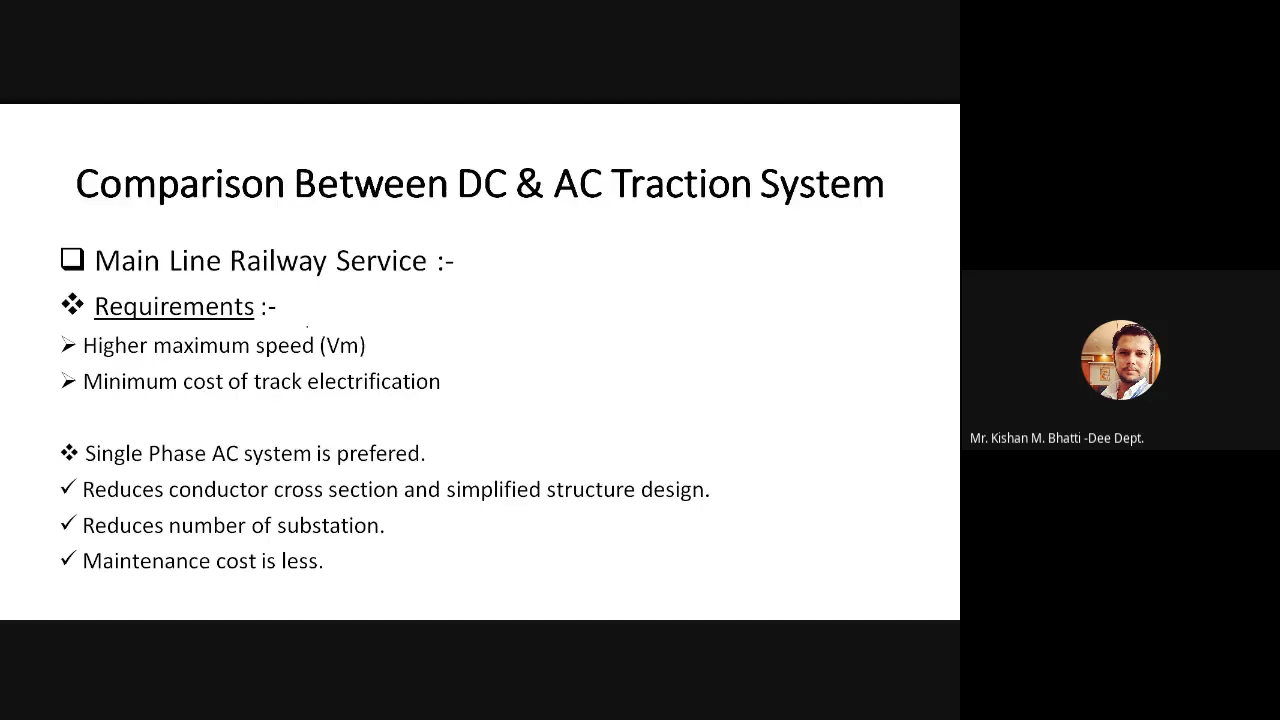 Comparison Between DC & AC Traction System
❑ Main Line Railway Service :-
❖ Requirements :-
➢ Higher maximum speed (Vm)
➢ Minimum cost of track electrification
❖ Single Phase AC system is prefered.
✓ Reduces conductor cross section and simplified structure design.
✓ Reduces number of substation.
✓ Maintenance cost is less.
Mr. Kishan M. Bhatti -Dee Dept.